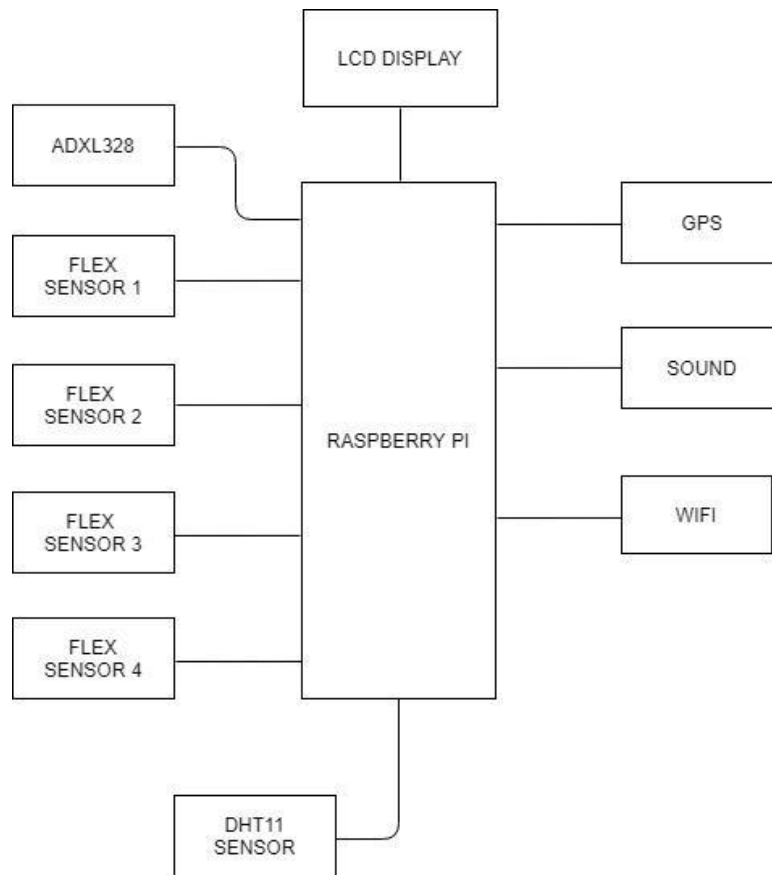 LCD DISPLAY
ADXL328
FLEX
SENSOR 1
FLEX
SENSOR 2
FLEX
SENSOR 3
FLEX
SENSOR 4
RASPBERRY PI
GPS
SOUND
WIFI
DHT11
SENSOR